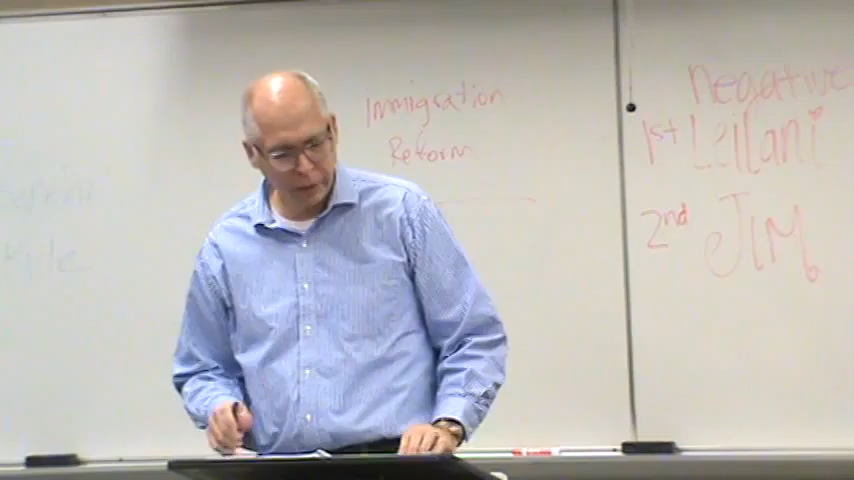 Immigration
Reform
negative
1st Leilani
2nd Jim